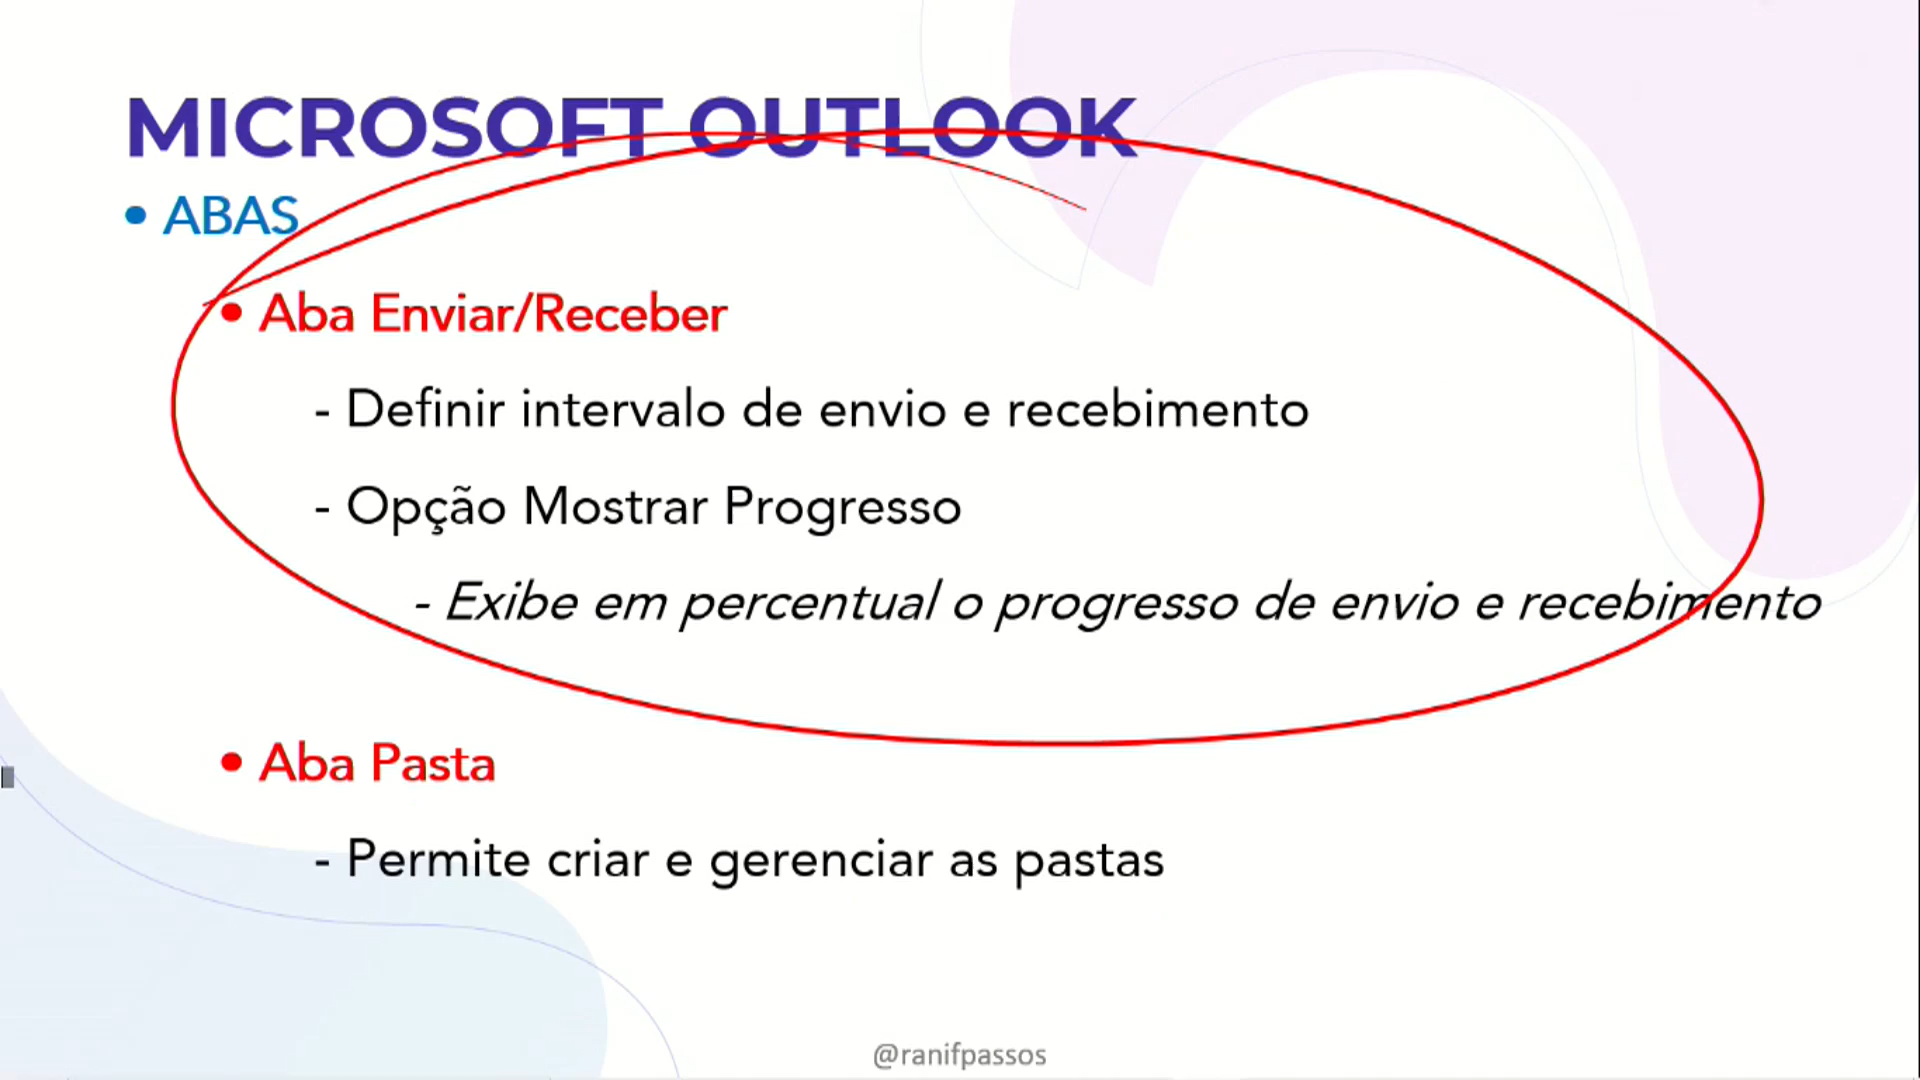 MICROSOFT OUTLOOK
• ABAS
• Aba Enviar/Receber
- Definir intervalo de envio e recebimento
- Opção Mostrar Progresso
- Exibe em percentual o progresso de envio e recebimento
• Aba Pasta
- Permite criar e gerenciar as pastas
@ranifpassos